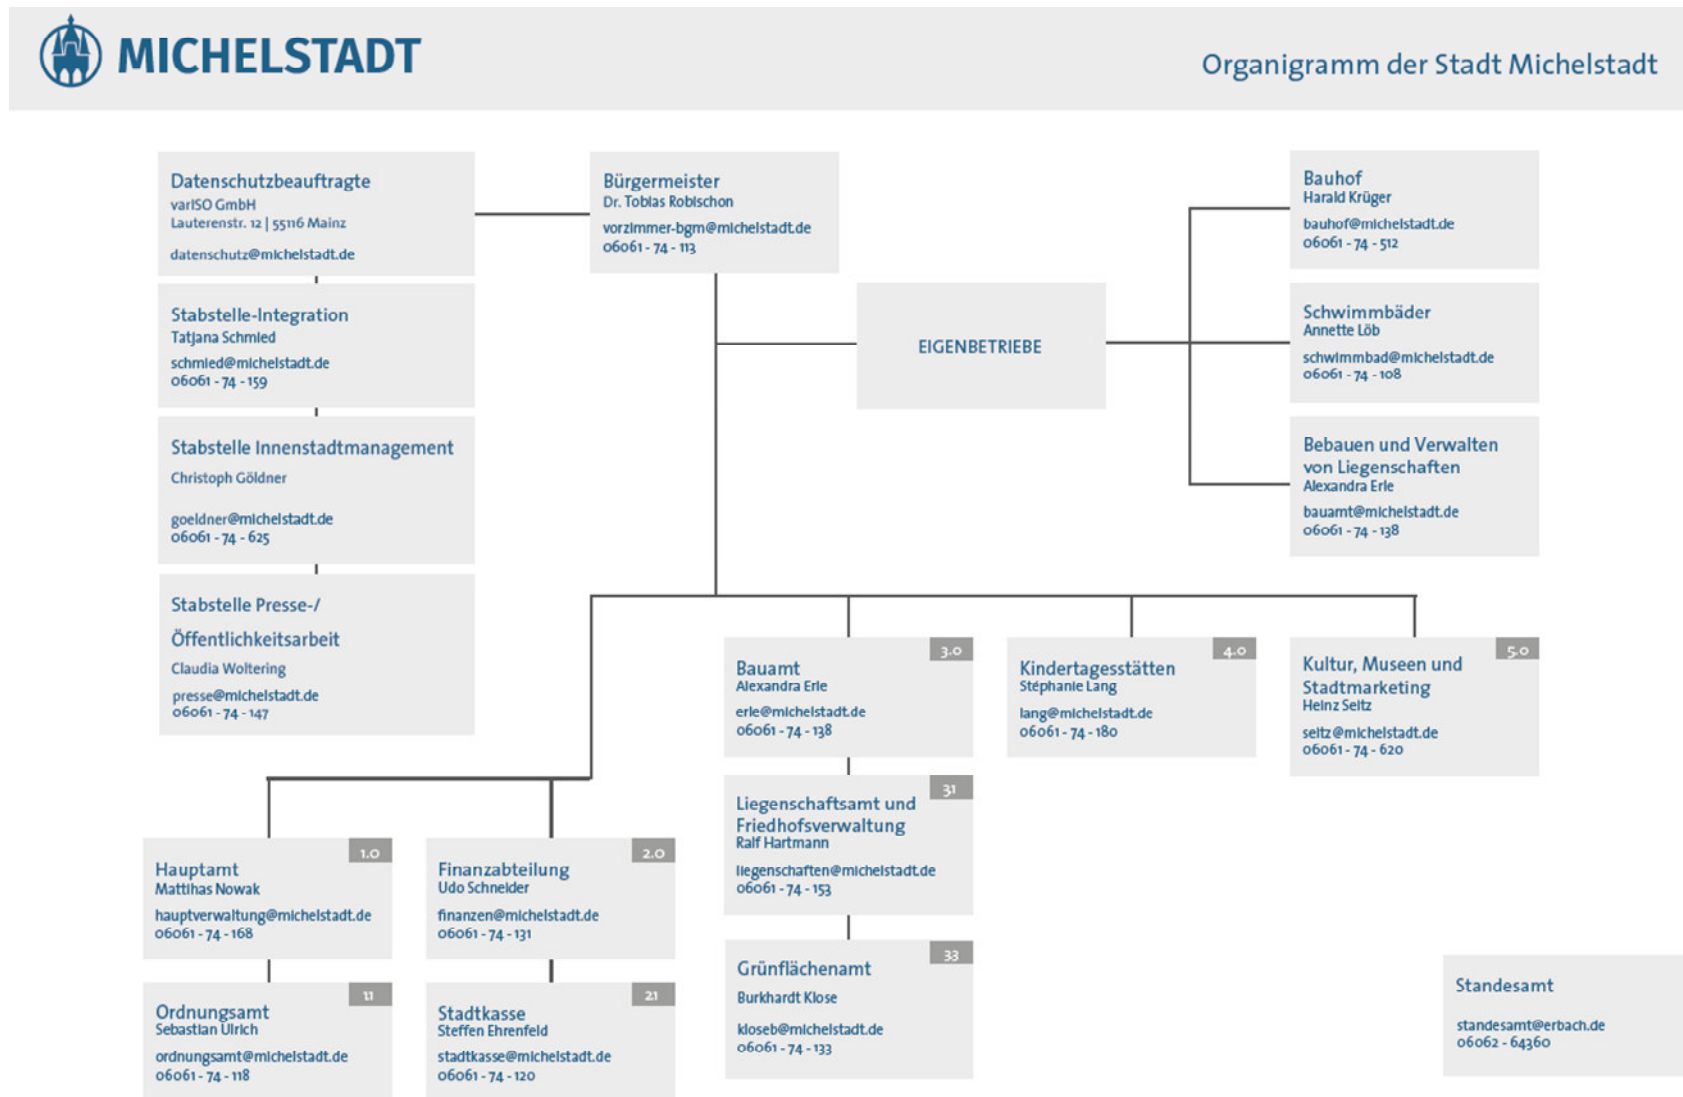 MICHELSTADT
Organigramm der Stadt Michelstadt
Datenschutzbeauftragte
varISO GmbH
Lauterenstr. 12 | 55116 Mainz
datenschutz@michelstadt.de
Bürgermeister
Dr. Tobias Robischon
vorzimmer-bgm@michelstadt.de
06061 - 74 - 113
Bauhof
Harald Krüger
bauhof@michelstadt.de
06061 - 74 - 512
Stabstelle-Integration
Tatjana Schmied
schmied@michelstadt.de
06061 - 74 - 159
EIGENBETRIEBE
Schwimmbäder
Annette Löb
schwimmbad@michelstadt.de
06061 - 74 - 108
Stabstelle Innenstadtmanagement
Christoph Göldner
goeldner@michelstadt.de
06061 - 74 - 625
Bebauen und Verwalten
von Liegenschaften
Alexandra Erle
bauamt@michelstadt.de
06061 - 74 - 138
Stabstelle Presse-/
Öffentlichkeitsarbeit
Claudia Woltering
presse@michelstadt.de
06061 - 74 - 147
3.0
Bauamt
Alexandra Erle
erle@michelstadt.de
06061 - 74 - 138
4.0
Kindertagesstätten
Stéphanie Lang
lang@michelstadt.de
06061 - 74 - 180
5.0
Kultur, Museen und
Stadtmarketing
Heinz Seitz
seitz@michelstadt.de
06061 - 74 - 620
3.1
Liegenschaftsamt und
Friedhofsverwaltung
Ralf Hartmann
liegenschaften@michelstadt.de
06061 - 74 - 153
1.0
Hauptamt
Mattihas Nowak
hauptverwaltung@michelstadt.de
06061 - 74 - 168
2.0
Finanzabteilung
Udo Schneider
finanzen@michelstadt.de
06061 - 74 - 131
3.3
Grünflächenamt
Burkhardt Klose
kloseb@michelstadt.de
06061 - 74 - 133
1.1
Ordnungsamt
Sebastian Ulrich
ordnungsamt@michelstadt.de
06061 - 74 - 118
2.1
Stadtkasse
Steffen Ehrenfeld
stadtkasse@michelstadt.de
06061 - 74 - 120
Standesamt
standesamt@erbach.de
06062 - 64360